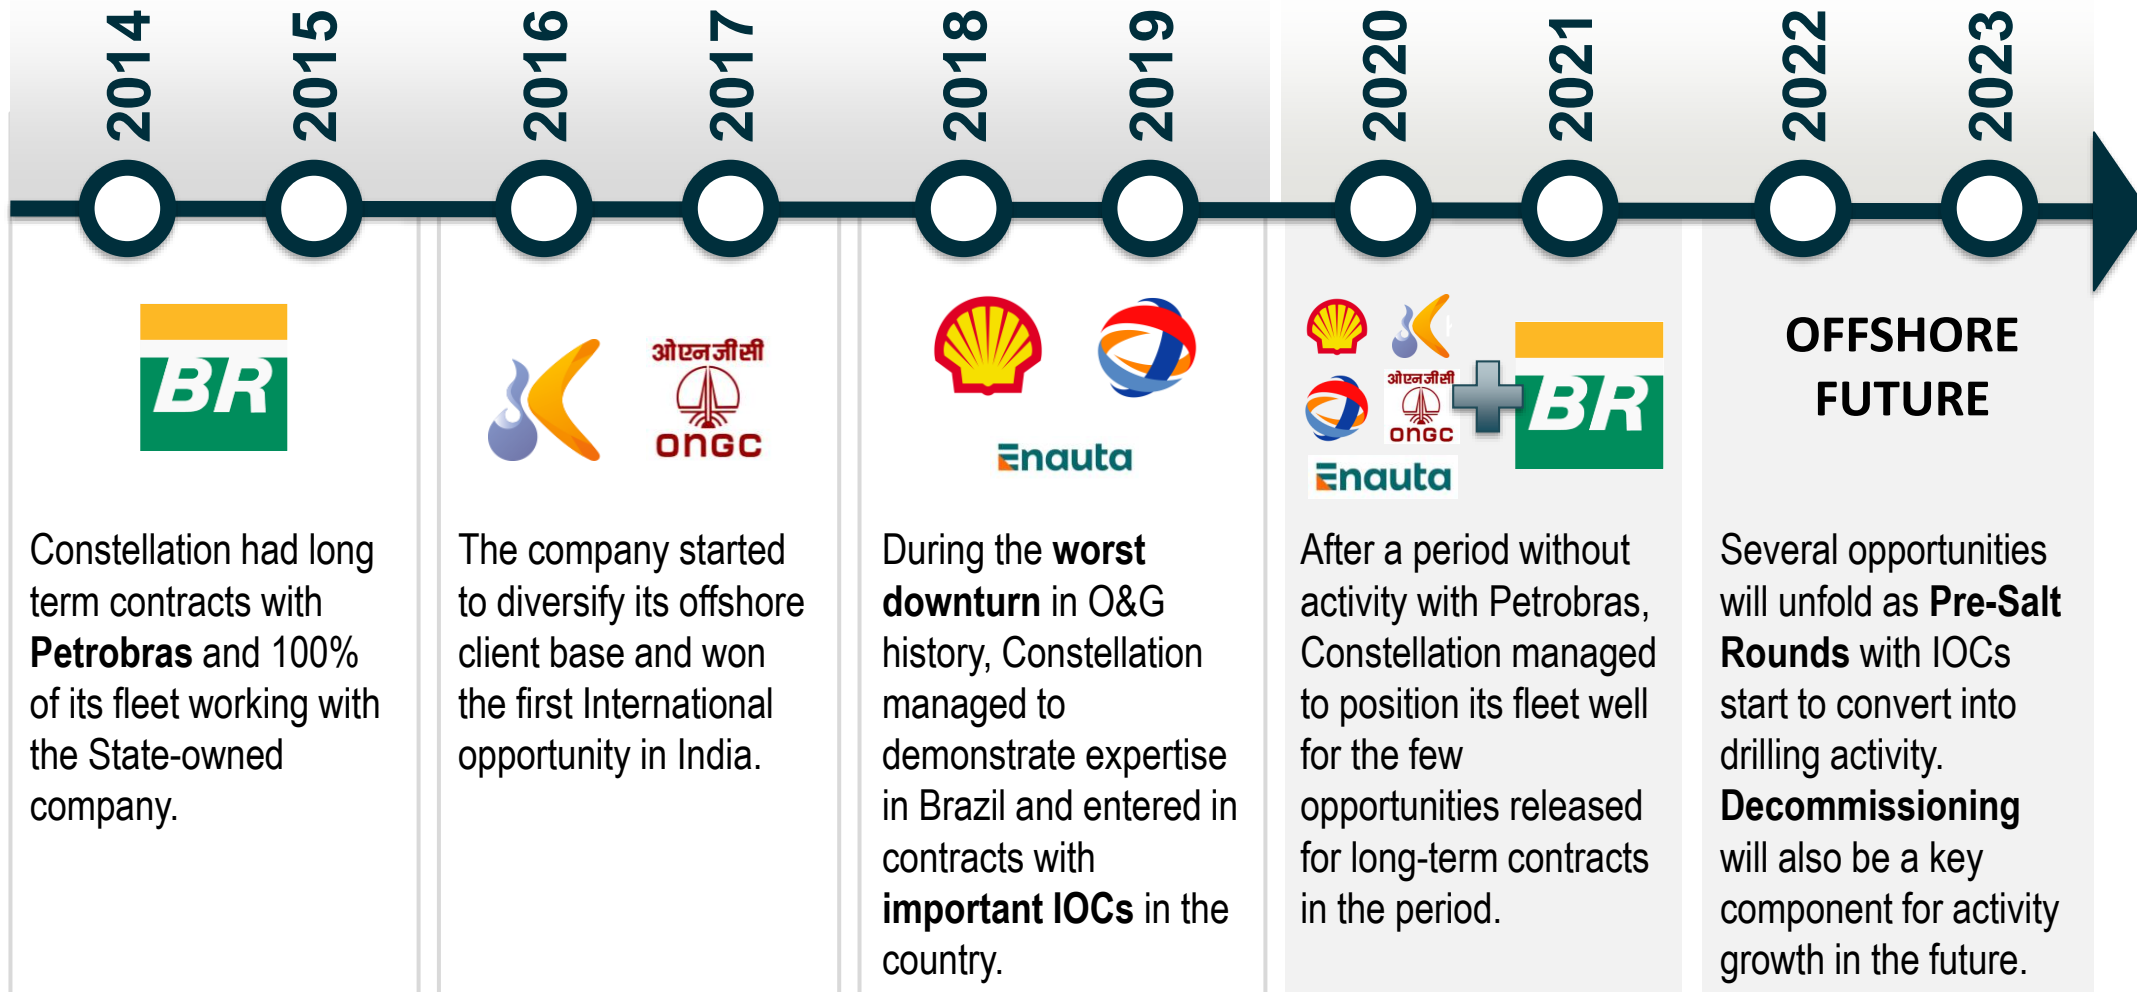 2014
2015
2016
2017
2018
2019
2020
2021
2022
2023
BR
ओएनजीसी
ONGC
Enauta
ओएनजीसी
ONGC
Enauta
BR
OFFSHORE
FUTURE
Constellation had long
term contracts with
Petrobras and 100%
of its fleet working with
the State-owned
company.
The company started
to diversify its offshore
client base and won
the first International
opportunity in India.
During the worst
downturn in O&G
history, Constellation
managed to
demonstrate expertise
in Brazil and entered in
contracts with
important IOCs in the
country.
After a period without
activity with Petrobras,
Constellation managed
to position its fleet well
for the few
opportunities released
for long-term contracts
in the period.
Several opportunities
will unfold as Pre-Salt
Rounds with IOCs
start to convert into
drilling activity.
Decommissioning
will also be a key
component for activity
growth in the future.